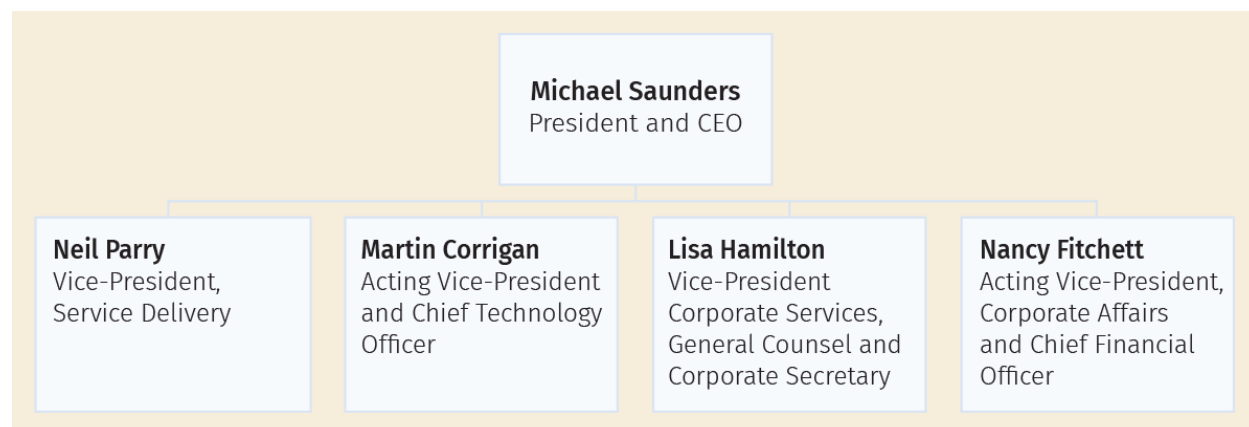 Michael Saunders
President and CEO
Neil Parry
Vice-President,
Service Delivery
Martin Corrigan
Acting Vice-President
and Chief Technology
Officer
Lisa Hamilton
Vice-President
Corporate Services,
General Counsel and
Corporate Secretary
Nancy Fitchett
Acting Vice-President,
Corporate Affairs
and Chief Financial
Officer